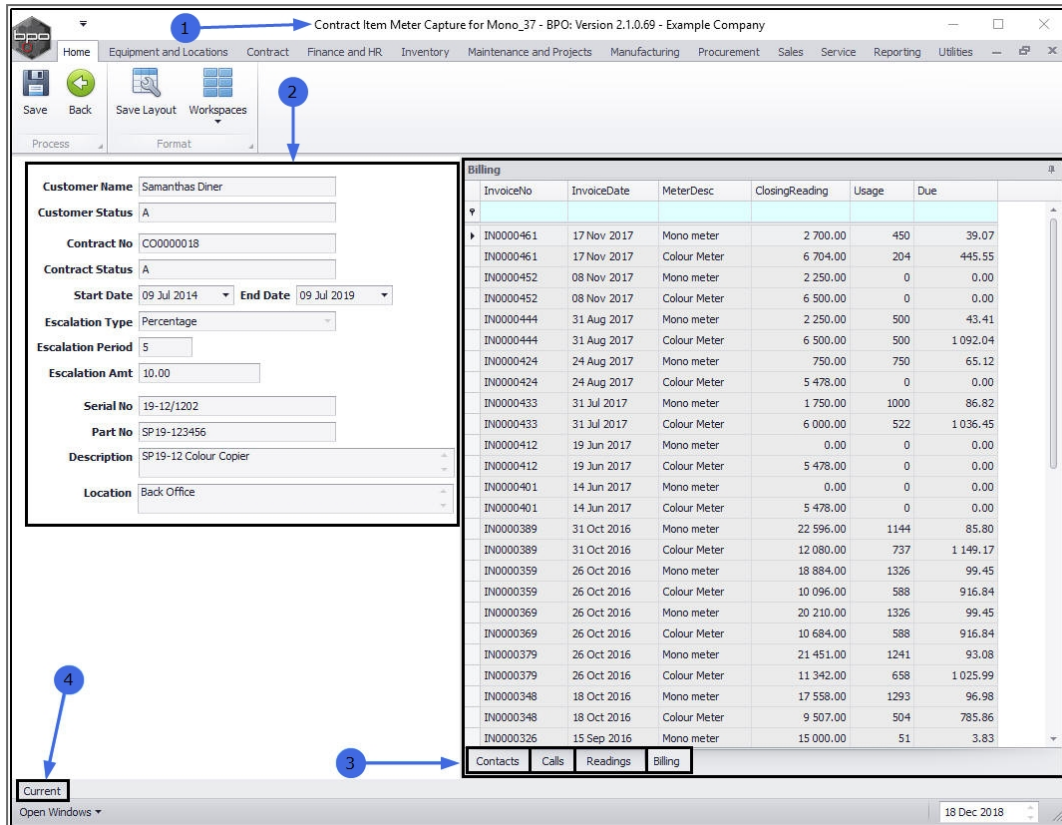 1
Contract Item Meter Capture for Mono_37 - BPO: Version 2.1.0.69 - Example Company
bpo
Home Equipment and Locations Contract Finance and HR Inventory Maintenance and Projects Manufacturing Procurement Sales Service Reporting Utilities
Save Back Save Layout Workspaces
2
Process Format
Customer Name Samanthas Diner
Customer Status A
Contract No CO0000018
Contract Status A
Start Date 09 Jul 2014 End Date 09 Jul 2019
Escalation Type Percentage
Escalation Period 5
Escalation Amt 10.00
Serial No 19-12/1202
Part No SP19-123456
Description SP19-12 Colour Copier
Location Back Office
Billing
InvoiceNo InvoiceDate MeterDesc ClosingReading Usage Due
IN0000461 17 Nov 2017 Mono meter 2 700.00 450 39.07
IN0000461 17 Nov 2017 Colour Meter 6 704.00 204 445.55
IN0000452 08 Nov 2017 Mono meter 2 250.00 0 0.00
IN0000452 08 Nov 2017 Colour Meter 6 500.00 0 0.00
IN0000444 31 Aug 2017 Mono meter 2 250.00 500 43.41
IN0000444 31 Aug 2017 Colour Meter 6 500.00 500 1 092.04
IN0000424 24 Aug 2017 Mono meter 750.00 750 65.12
IN0000424 24 Aug 2017 Colour Meter 5 478.00 0 0.00
IN0000433 31 Jul 2017 Mono meter 1 750.00 1000 86.82
IN0000433 31 Jul 2017 Colour Meter 6 000.00 522 1 036.45
IN0000412 19 Jun 2017 Mono meter 0.00 0 0.00
IN0000412 19 Jun 2017 Colour Meter 5 478.00 0 0.00
IN0000401 14 Jun 2017 Mono meter 0.00 0 0.00
IN0000401 14 Jun 2017 Colour Meter 5 478.00 0 0.00
IN0000389 31 Oct 2016 Mono meter 22 596.00 1144 85.80
IN0000389 31 Oct 2016 Colour Meter 12 080.00 737 1 149.17
IN0000359 26 Oct 2016 Mono meter 18 884.00 1326 99.45
IN0000359 26 Oct 2016 Colour Meter 10 096.00 588 916.84
IN0000369 26 Oct 2016 Mono meter 20 210.00 1326 99.45
IN0000369 26 Oct 2016 Colour Meter 10 684.00 588 916.84
IN0000379 26 Oct 2016 Mono meter 21 451.00 1241 93.08
IN0000379 26 Oct 2016 Colour Meter 11 342.00 658 1 025.99
IN0000348 18 Oct 2016 Mono meter 17 558.00 1293 96.98
IN0000348 18 Oct 2016 Colour Meter 9 507.00 504 785.86
IN0000326 15 Sep 2016 Mono meter 15 000.00 51 3.83
3
Contacts Calls Readings Billing
4
Current
Open Windows 18 Dec 2018